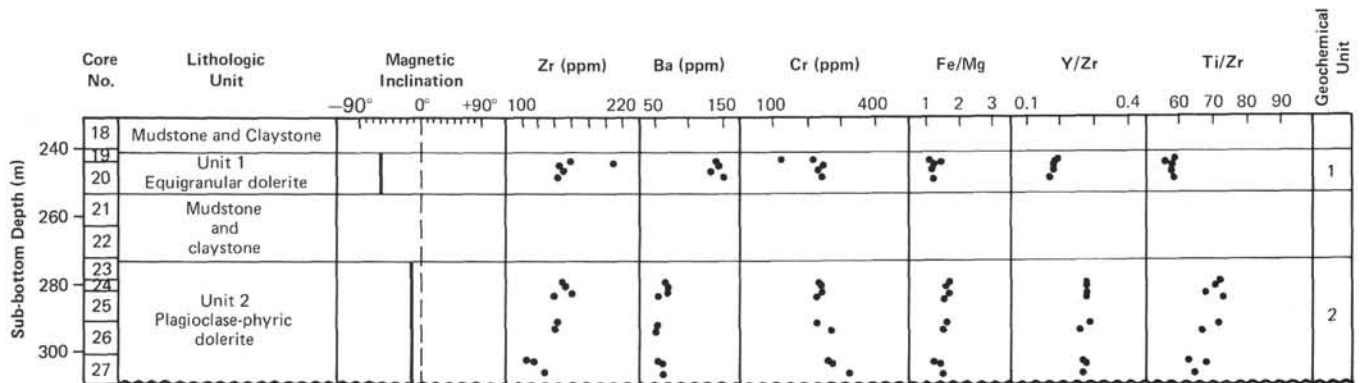 Core No.
Lithologic Unit
Magnetic Inclination
Zr (ppm)
Ba (ppm)
Cr (ppm)
Fe/Mg
Y/Zr
Ti/Zr
Geochemical Unit
−90° 0° +90°
100 220
50 150
100 400
1 2 3
0.1 0.4
60 70 80 90
Sub-bottom Depth (m)
240
260
280
300
18
19
20
21
22
23
24
25
26
27
Mudstone and Claystone
Unit 1
Equigranular dolerite
Mudstone
and
claystone
Unit 2
Plagioclase-phyric
dolerite
1
2